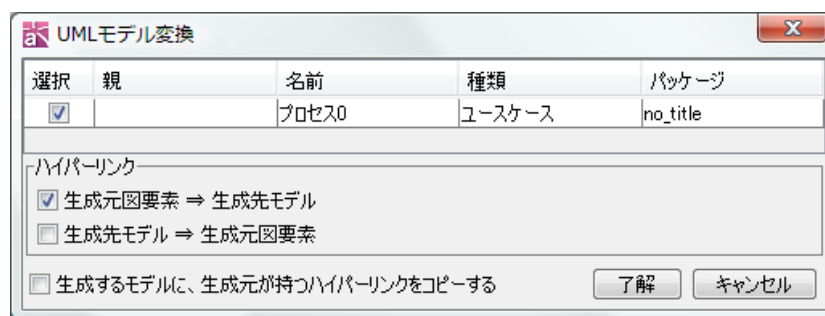 UMLモデル変換
選択 親 名前 種類 パッケージ
プロセス0 ユースケース no_title
ハイパーリンク
生成元図要素 ⇒ 生成先モデル
生成先モデル ⇒ 生成元図要素
生成するモデルに、生成元が持つハイパーリンクをコピーする 了解 キャンセル